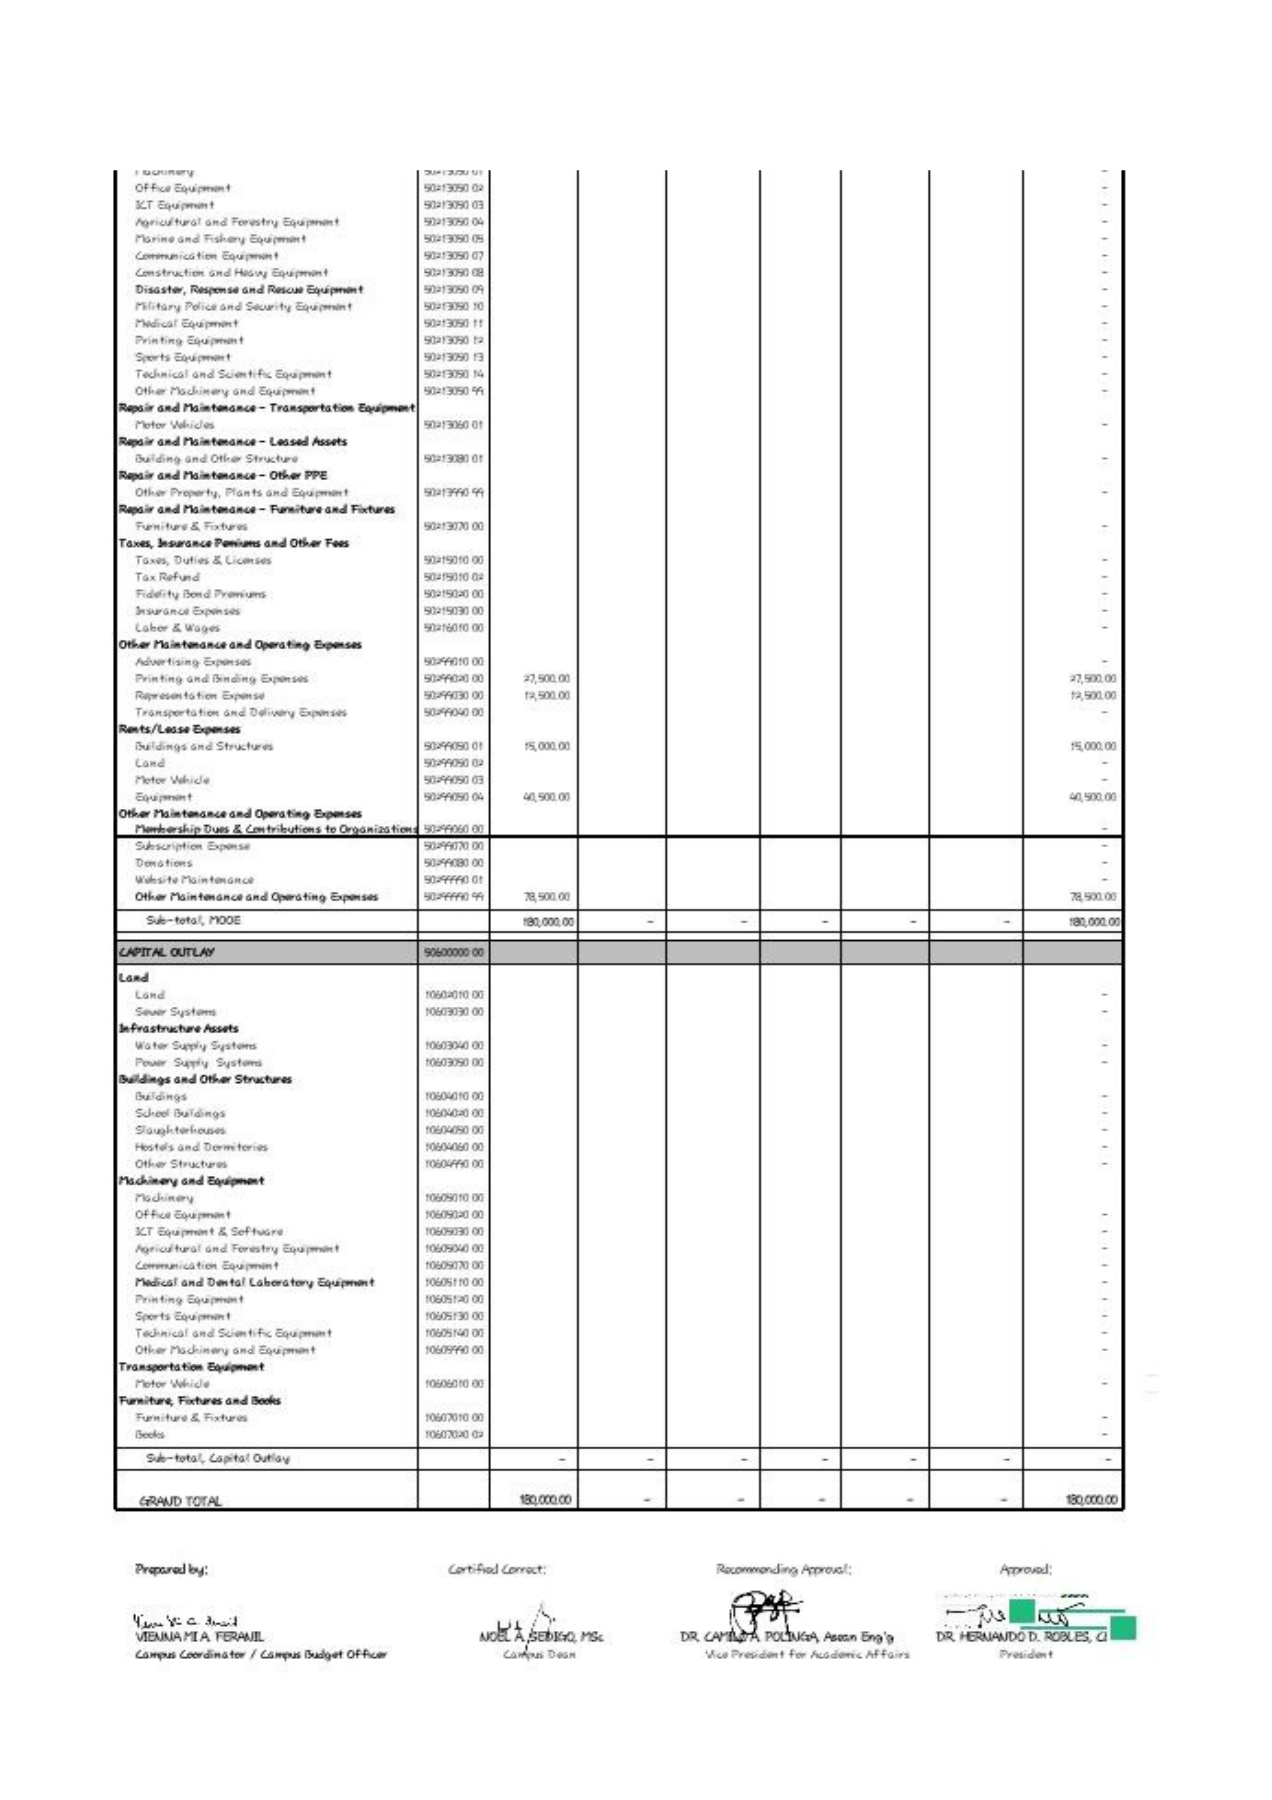 Machinery 50213050 01 -
Office Equipment 50213050 02 -
ICT Equipment 50213050 03 -
Agricultural and Forestry Equipment 50213050 04 -
Marine and Fishery Equipment 50213050 05 -
Communication Equipment 50213050 07 -
Construction and Heavy Equipment 50213050 08 -
Disaster, Response and Rescue Equipment 50213050 09 -
Military Police and Security Equipment 50213050 10 -
Medical Equipment 50213050 11 -
Printing Equipment 50213050 12 -
Sports Equipment 50213050 13 -
Technical and Scientific Equipment 50213050 14 -
Other Machinery and Equipment 50213050 99 -
Repair and Maintenance - Transportation Equipment
Motor Vehicles 50213060 01 -
Repair and Maintenance - Leased Assets
Building and Other Structure 50213080 01 -
Repair and Maintenance - Other PPE
Other Property, Plants and Equipment 50213990 99 -
Repair and Maintenance - Furniture and Fixtures
Furniture & Fixtures 50213070 00 -
Taxes, Insurance Pemiums and Other Fees
Taxes, Duties & Licenses 50215010 00 -
Tax Refund 50215010 02 -
Fidelity Bond Premiums 50215020 00 -
Insurance Expenses 50215030 00 -
Labor & Wages 50216010 00 -
Other Maintenance and Operating Expenses
Advertising Expenses 50299010 00 -
Printing and Binding Expenses 50299020 00 27,500.00 27,500.00
Representation Expense 50299030 00 12,500.00 12,500.00
Transportation and Delivery Expenses 50299040 00 -
Rents/Lease Expenses
Buildings and Structures 50299050 01 15,000.00 15,000.00
Land 50299050 02 -
Motor Vehicle 50299050 03 -
Equipment 50299050 04 40,500.00 40,500.00
Other Maintenance and Operating Expenses
Membership Dues & Contributions to Organizations 50299060 00 -
Subscription Expense 50299070 00 -
Donations 50299080 00 -
Website Maintenance 50299990 01 -
Other Maintenance and Operating Expenses 50299990 99 78,500.00 78,500.00
Sub-total, MOOE 180,000.00 - - - - - 180,000.00
CAPITAL OUTLAY 50600000 00
Land
Land 10602010 00 -
Sewer Systems 10603030 00 -
Infrastructure Assets
Water Supply Systems 10603040 00 -
Power Supply Systems 10603050 00 -
Buildings and Other Structures
Buildings 10604010 00 -
School Buildings 10604020 00 -
Slaughterhouses 10604050 00 -
Hostels and Dormitories 10604060 00 -
Other Structures 10604990 00 -
Machinery and Equipment
Machinery 10605010 00
Office Equipment 10605020 00 -
ICT Equipment & Software 10605030 00 -
Agricultural and Forestry Equipment 10605040 00 -
Communication Equipment 10605070 00 -
Medical and Dental Laboratory Equipment 10605110 00 -
Printing Equipment 10605120 00 -
Sports Equipment 10605130 00 -
Technical and Scientific Equipment 10605140 00 -
Other Machinery and Equipment 10605990 00 -
Transportation Equipment
Motor Vehicle 10606010 00 -
Furniture, Fixtures and Books
Furniture & Fixtures 10607010 00 -
Books 10607020 02 -
Sub-total, Capital Outlay - - - - - - -
GRAND TOTAL 180,000.00 - - - - - 180,000.00
Prepared by: Certified Correct: Recommending Approval: Approved:
VIENNA MI A. FERANIL NOEL A. SEDIGO, MSc DR. CAMILO A. POLINGA, Asean Eng'g DR. HERNANDO D. ROBLES,
Campus Coordinator / Campus Budget Officer Campus Dean Vice President for Academic Affairs President